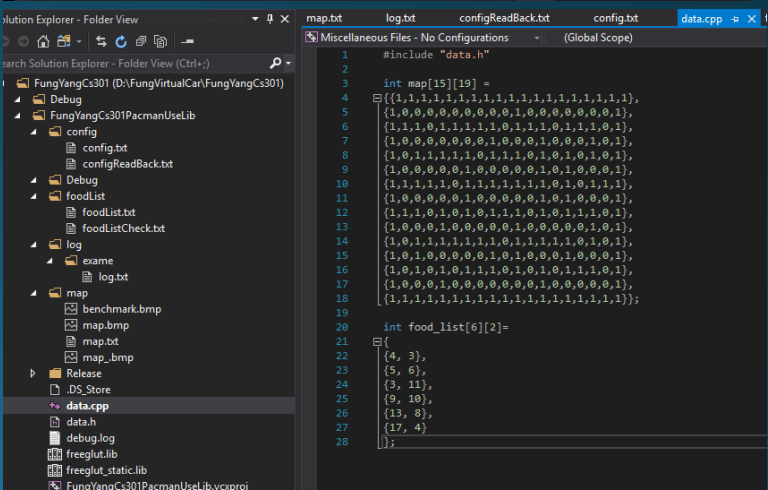 Solution Explorer - Folder View
Search Solution Explorer - Folder View (Ctrl+;)
FungYangCs301 (D:\FungVirtualCar\FungYangCs301)
Debug
FungYangCs301PacmanUseLib
config
config.txt
configReadBack.txt
Debug
foodList
foodList.txt
foodListCheck.txt
log
exame
log.txt
map
benchmark.bmp
map.bmp
map.txt
map_.bmp
Release
.DS_Store
data.cpp
data.h
debug.log
freeglut.lib
freeglut_static.lib
FungYangCs301PacmanUseLib.vcxproj
map.txt log.txt configReadBack.txt config.txt data.cpp
Miscellaneous Files - No Configurations (Global Scope)
1 #include "data.h"
2
3 int map[15][19] =
4 {{1,1,1,1,1,1,1,1,1,1,1,1,1,1,1,1,1,1,1},
5 {1,0,0,0,0,0,0,0,0,0,1,0,0,0,0,0,0,0,1},
6 {1,1,1,0,1,1,1,1,1,0,1,1,1,0,1,1,1,0,1},
7 {1,0,0,0,0,0,0,0,1,0,0,0,1,0,0,0,1,0,1},
8 {1,0,1,1,1,1,1,0,1,1,1,0,1,0,1,0,1,0,1},
9 {1,0,0,0,0,0,1,0,0,0,1,0,1,0,1,0,0,0,1},
10 {1,1,1,1,1,0,1,1,1,1,1,1,1,0,1,0,1,1,1},
11 {1,0,0,0,0,0,1,0,0,0,1,0,0,0,1,0,0,0,1},
12 {1,1,1,0,1,0,1,0,1,1,1,0,1,0,1,1,1,0,1},
13 {1,0,0,0,1,0,0,0,0,0,1,0,1,0,0,0,1,0,1},
14 {1,0,1,1,1,1,1,1,1,0,1,1,1,1,1,0,1,0,1},
15 {1,0,1,0,0,0,0,0,1,0,1,0,0,0,1,0,0,0,1},
16 {1,0,1,0,1,0,1,1,1,0,1,0,1,0,1,1,1,0,1},
17 {1,0,0,0,1,0,0,0,0,0,0,0,1,0,0,0,0,0,1},
18 {1,1,1,1,1,1,1,1,1,1,1,1,1,1,1,1,1,1,1}};
19
20 int food_list[6][2]=
21 {
22 {4, 3},
23 {5, 6},
24 {3, 11},
25 {9, 10},
26 {13, 8},
27 {17, 4}
28 };